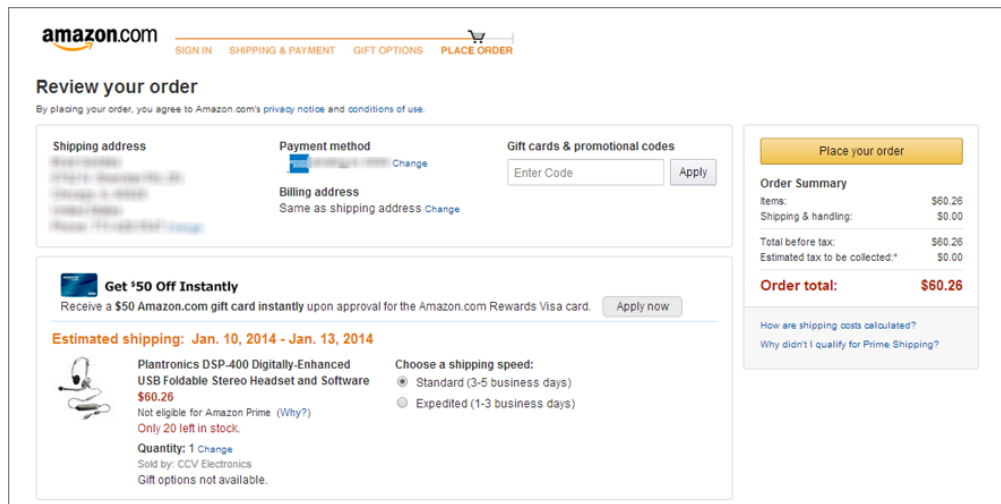 amazon.com
SIGN IN SHIPPING & PAYMENT GIFT OPTIONS PLACE ORDER
Review your order
By placing your order, you agree to Amazon.com's privacy notice and conditions of use.
Shipping address
Payment method
Change
Billing address
Same as shipping address Change
Gift cards & promotional codes
Enter Code
Apply
Get $50 Off Instantly
Receive a $50 Amazon.com gift card instantly upon approval for the Amazon.com Rewards Visa card. Apply now
Estimated shipping: Jan. 10, 2014 - Jan. 13, 2014
Plantronics DSP-400 Digitally-Enhanced
USB Foldable Stereo Headset and Software
$60.26
Not eligible for Amazon Prime (Why?)
Only 20 left in stock.
Quantity: 1 Change
Sold by: CCV Electronics
Gift options not available.
Choose a shipping speed:
Standard (3-5 business days)
Expedited (1-3 business days)
Place your order
Order Summary
Items: $60.26
Shipping & handling: $0.00
Total before tax: $60.26
Estimated tax to be collected:* $0.00
Order total: $60.26
How are shipping costs calculated?
Why didn't I qualify for Prime Shipping?